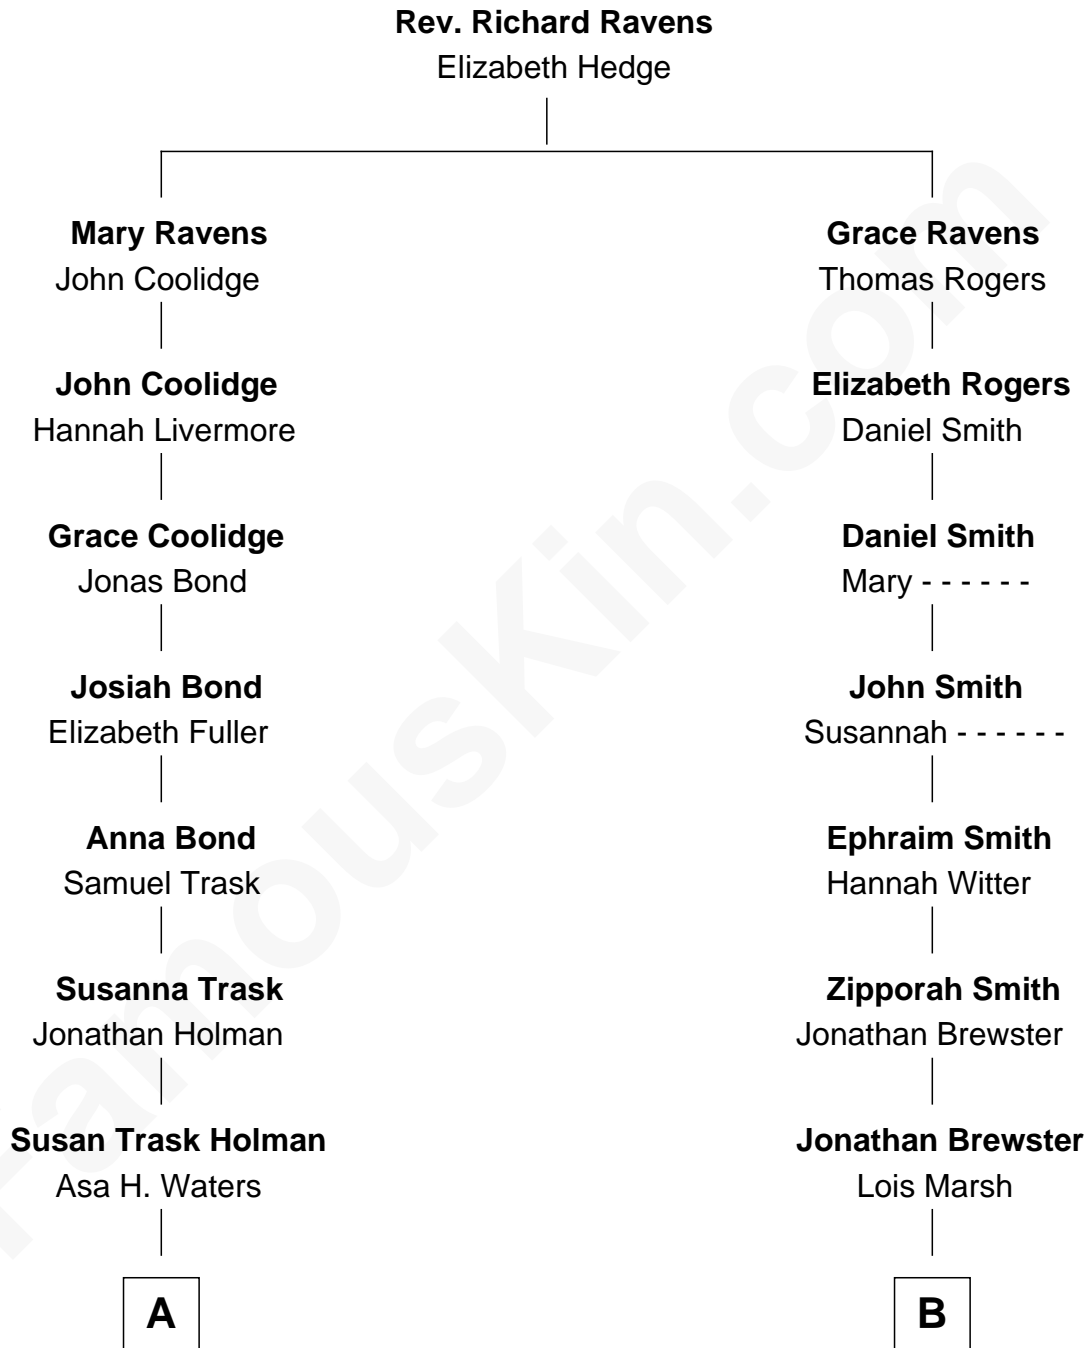 Rev. Richard Ravens
Elizabeth Hedge
Mary Ravens
John Coolidge
Grace Ravens
Thomas Rogers
John Coolidge
Hannah Livermore
Elizabeth Rogers
Daniel Smith
Grace Coolidge
Jonas Bond
Daniel Smith
Mary - - - - - -
Josiah Bond
Elizabeth Fuller
John Smith
Susannah - - - - - -
Anna Bond
Samuel Trask
Ephraim Smith
Hannah Witter
Susanna Trask
Jonathan Holman
Zipporah Smith
Jonathan Brewster
Susan Trask Holman
Asa H. Waters
Jonathan Brewster
Lois Marsh
A
B
FamousKin.com